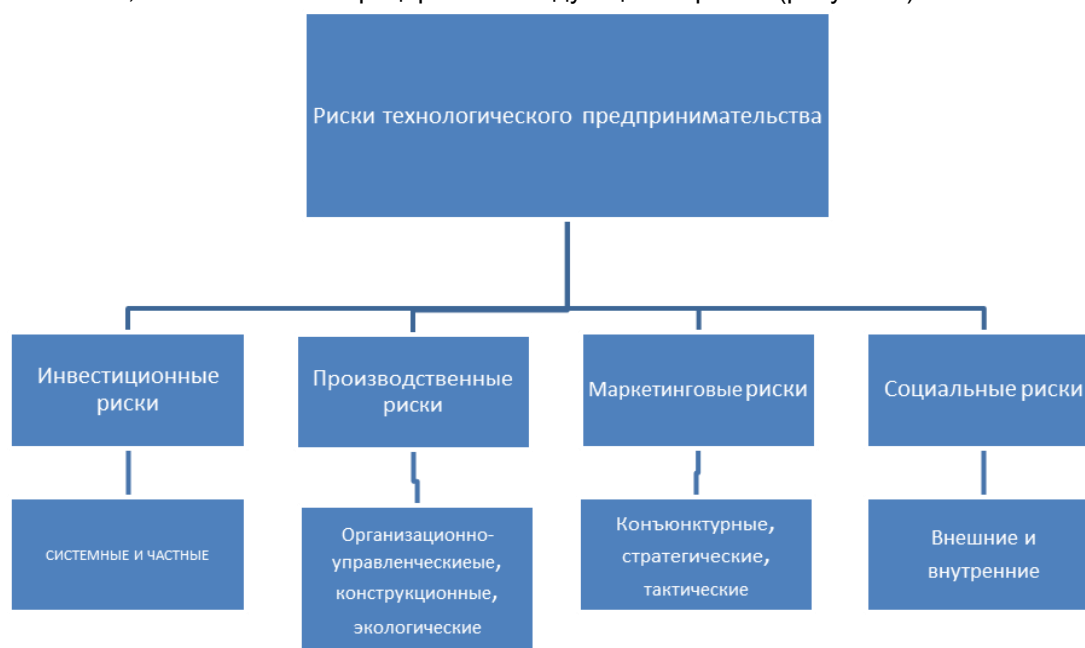 Риски технологического предпринимательства
Инвестиционные
риски
Производственные
риски
Маркетинговые риски
Социальные риски
системные и частные
Организационно-
управленческиеые,
конструкционные,
экологические
Конъюнктурные,
стратегические,
тактические
Внешние и
внутренние